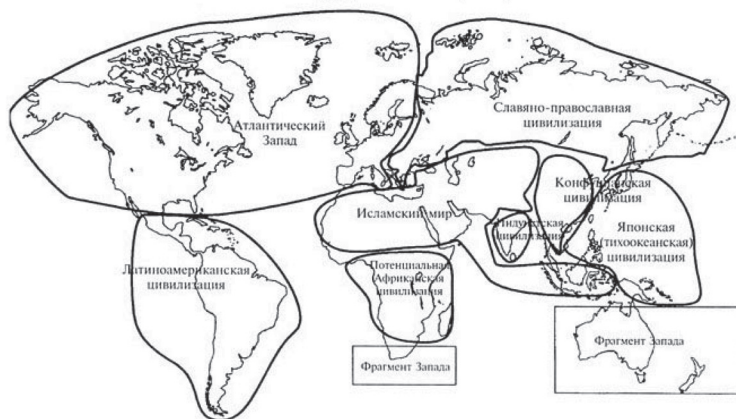 Атлантический
Запад
Славяно-православная
цивилизация
Исламский мир
Конфуцианская
цивилизация
Индуистская
цивилизация
Японская
(тихоокеанская)
цивилизация
Латиноамериканская
цивилизация
Потенциальная
Африканская
цивилизация
Фрагмент Запада
Фрагмент Запада